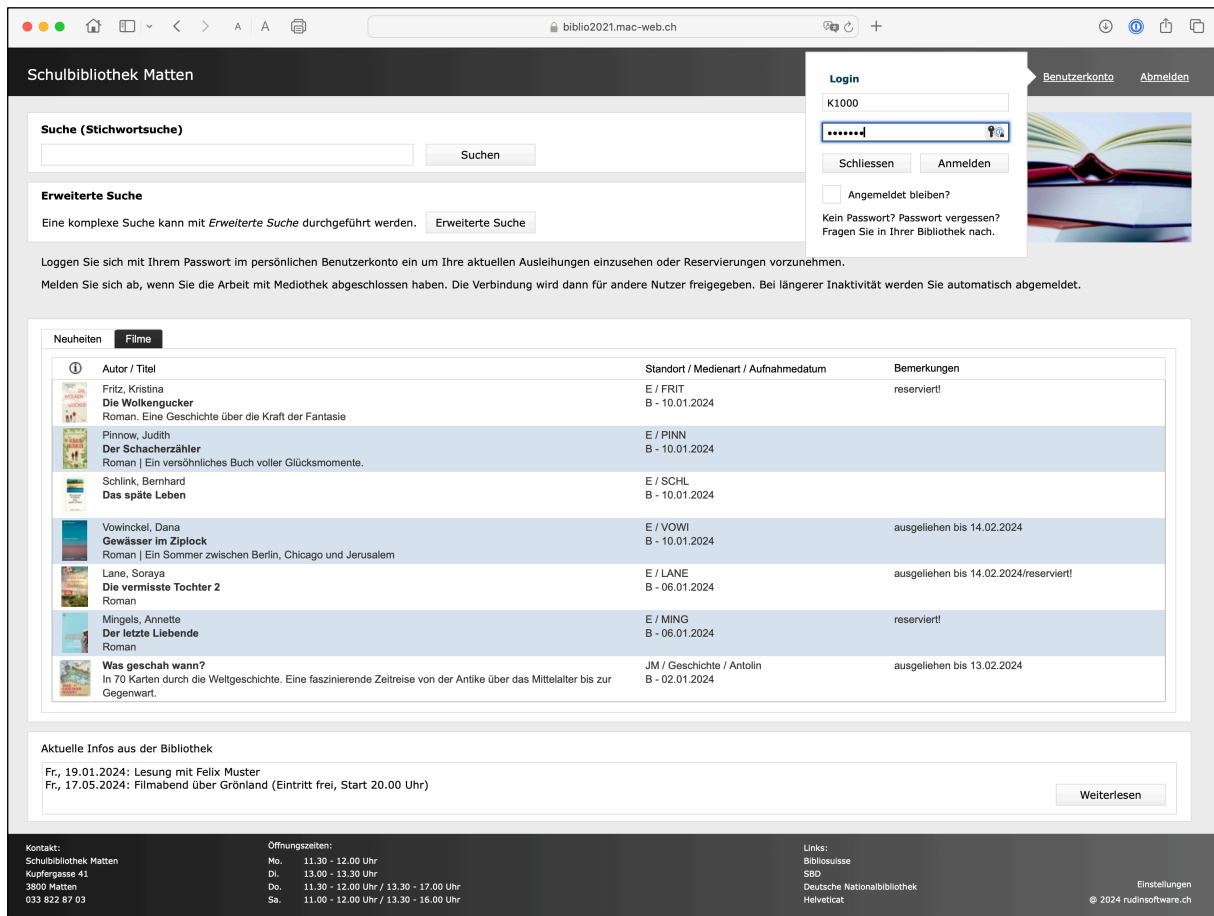 A A
biblio2021.mac-web.ch
Schulbibliothek Matten
Benutzerkonto
Abmelden
Login
K1000
•••••••
Schliessen
Anmelden
Angemeldet bleiben?
Kein Passwort? Passwort vergessen?
Fragen Sie in Ihrer Bibliothek nach.
Suche (Stichwortsuche)
Suchen
Erweiterte Suche
Eine komplexe Suche kann mit Erweiterte Suche durchgeführt werden.
Erweiterte Suche
Loggen Sie sich mit Ihrem Passwort im persönlichen Benutzerkonto ein um Ihre aktuellen Ausleihungen einzusehen oder Reservierungen vorzunehmen.
Melden Sie sich ab, wenn Sie die Arbeit mit Mediothek abgeschlossen haben. Die Verbindung wird dann für andere Nutzer freigegeben. Bei längerer Inaktivität werden Sie automatisch abgemeldet.
Neuheiten
Filme
Autor / Titel
Standort / Medienart / Aufnahmedatum
Bemerkungen
Fritz, Kristina
Die Wolkengucker
Roman. Eine Geschichte über die Kraft der Fantasie
E / FRIT
B - 10.01.2024
reserviert!
Pinnow, Judith
Der Schacherzähler
Roman | Ein versöhnliches Buch voller Glücksmomente.
E / PINN
B - 10.01.2024
Schlink, Bernhard
Das späte Leben
E / SCHL
B - 10.01.2024
Vowinckel, Dana
Gewässer im Ziplock
Roman | Ein Sommer zwischen Berlin, Chicago und Jerusalem
E / VOWI
B - 10.01.2024
ausgeliehen bis 14.02.2024
Lane, Soraya
Die vermisste Tochter 2
Roman
E / LANE
B - 06.01.2024
ausgeliehen bis 14.02.2024/reserviert!
Mingels, Annette
Der letzte Liebende
Roman
E / MING
B - 06.01.2024
reserviert!
Was geschah wann?
In 70 Karten durch die Weltgeschichte. Eine faszinierende Zeitreise von der Antike über das Mittelalter bis zur
Gegenwart.
JM / Geschichte / Antolin
B - 02.01.2024
ausgeliehen bis 13.02.2024
Aktuelle Infos aus der Bibliothek
Fr., 19.01.2024: Lesung mit Felix Muster
Fr., 17.05.2024: Filmabend über Grönland (Eintritt frei, Start 20.00 Uhr)
Weiterlesen
Kontakt:
Schulbibliothek Matten
Kupfergasse 41
3800 Matten
033 822 87 03
Öffnungszeiten:
Mo. 11.30 - 12.00 Uhr
Di. 13.00 - 13.30 Uhr
Do. 11.30 - 12.00 Uhr / 13.30 - 17.00 Uhr
Sa. 11.00 - 12.00 Uhr / 13.30 - 16.00 Uhr
Links:
Bibliosuisse
SBD
Deutsche Nationalbibliothek
Helveticat
Einstellungen
@ 2024 rudinsoftware.ch